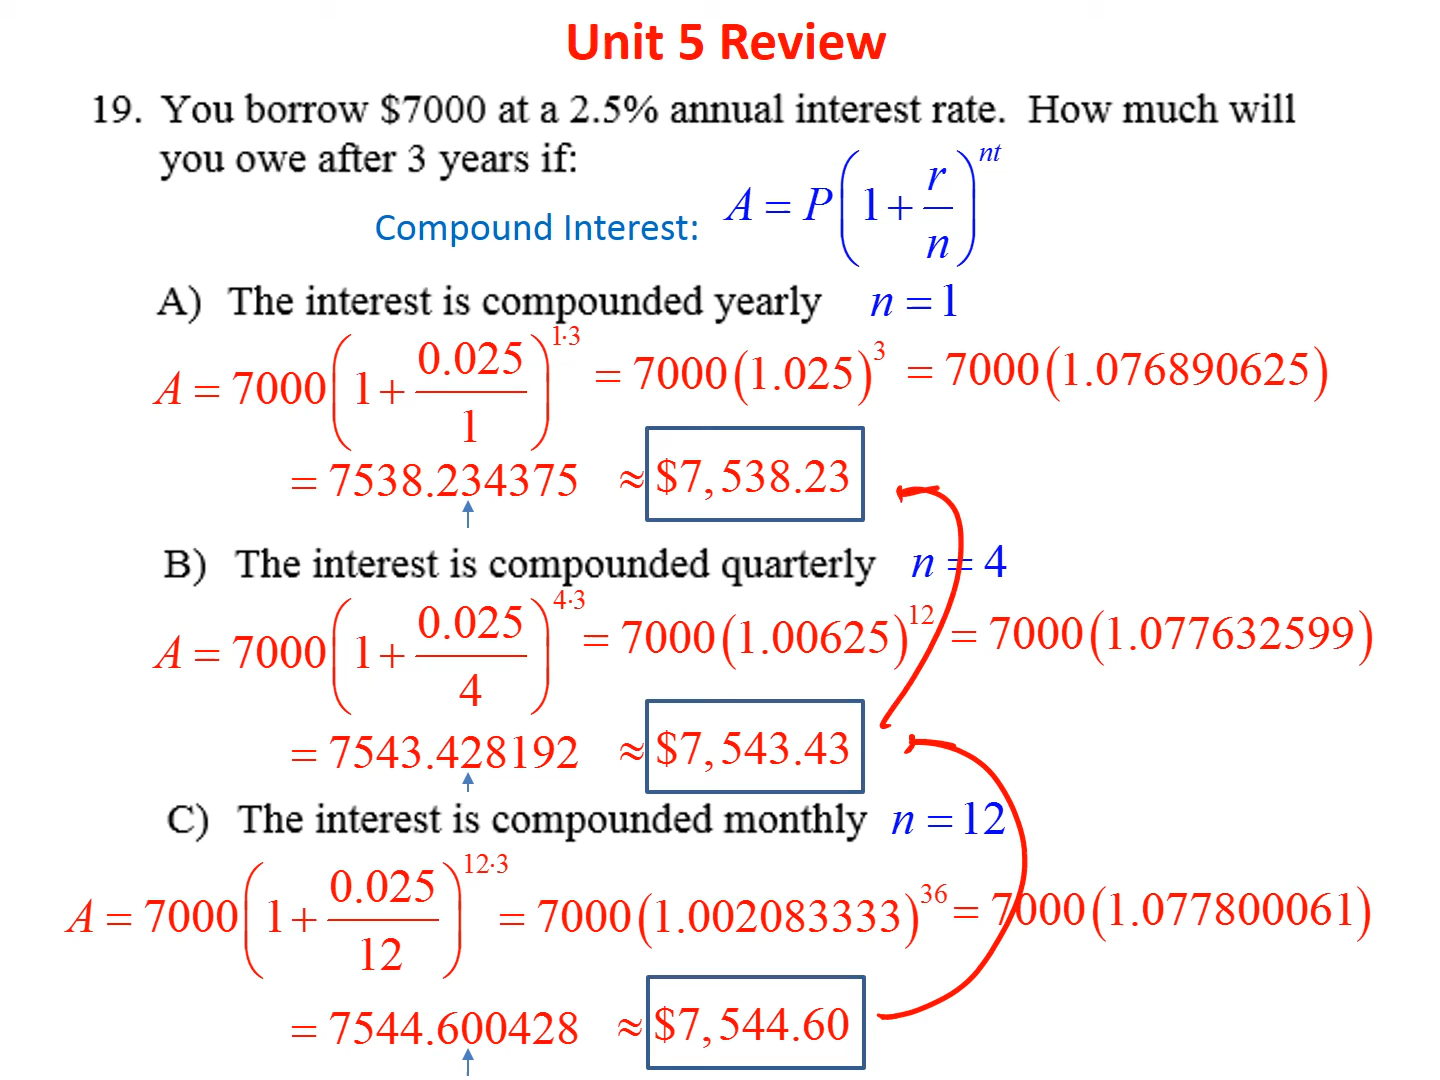 Unit 5 Review
19. You borrow $7000 at a 2.5% annual interest rate. How much will
you owe after 3 years if:
Compound Interest: A = P(1 + r/n)^nt
A) The interest is compounded yearly n = 1
A = 7000(1 + 0.025/1)^1·3 = 7000(1.025)^3 = 7000(1.076890625)
= 7538.234375 ≈ $7,538.23
B) The interest is compounded quarterly n = 4
A = 7000(1 + 0.025/4)^4·3 = 7000(1.00625)^12 = 7000(1.077632599)
= 7543.428192 ≈ $7,543.43
C) The interest is compounded monthly n = 12
A = 7000(1 + 0.025/12)^12·3 = 7000(1.002083333)^36 = 7000(1.077800061)
= 7544.600428 ≈ $7,544.60